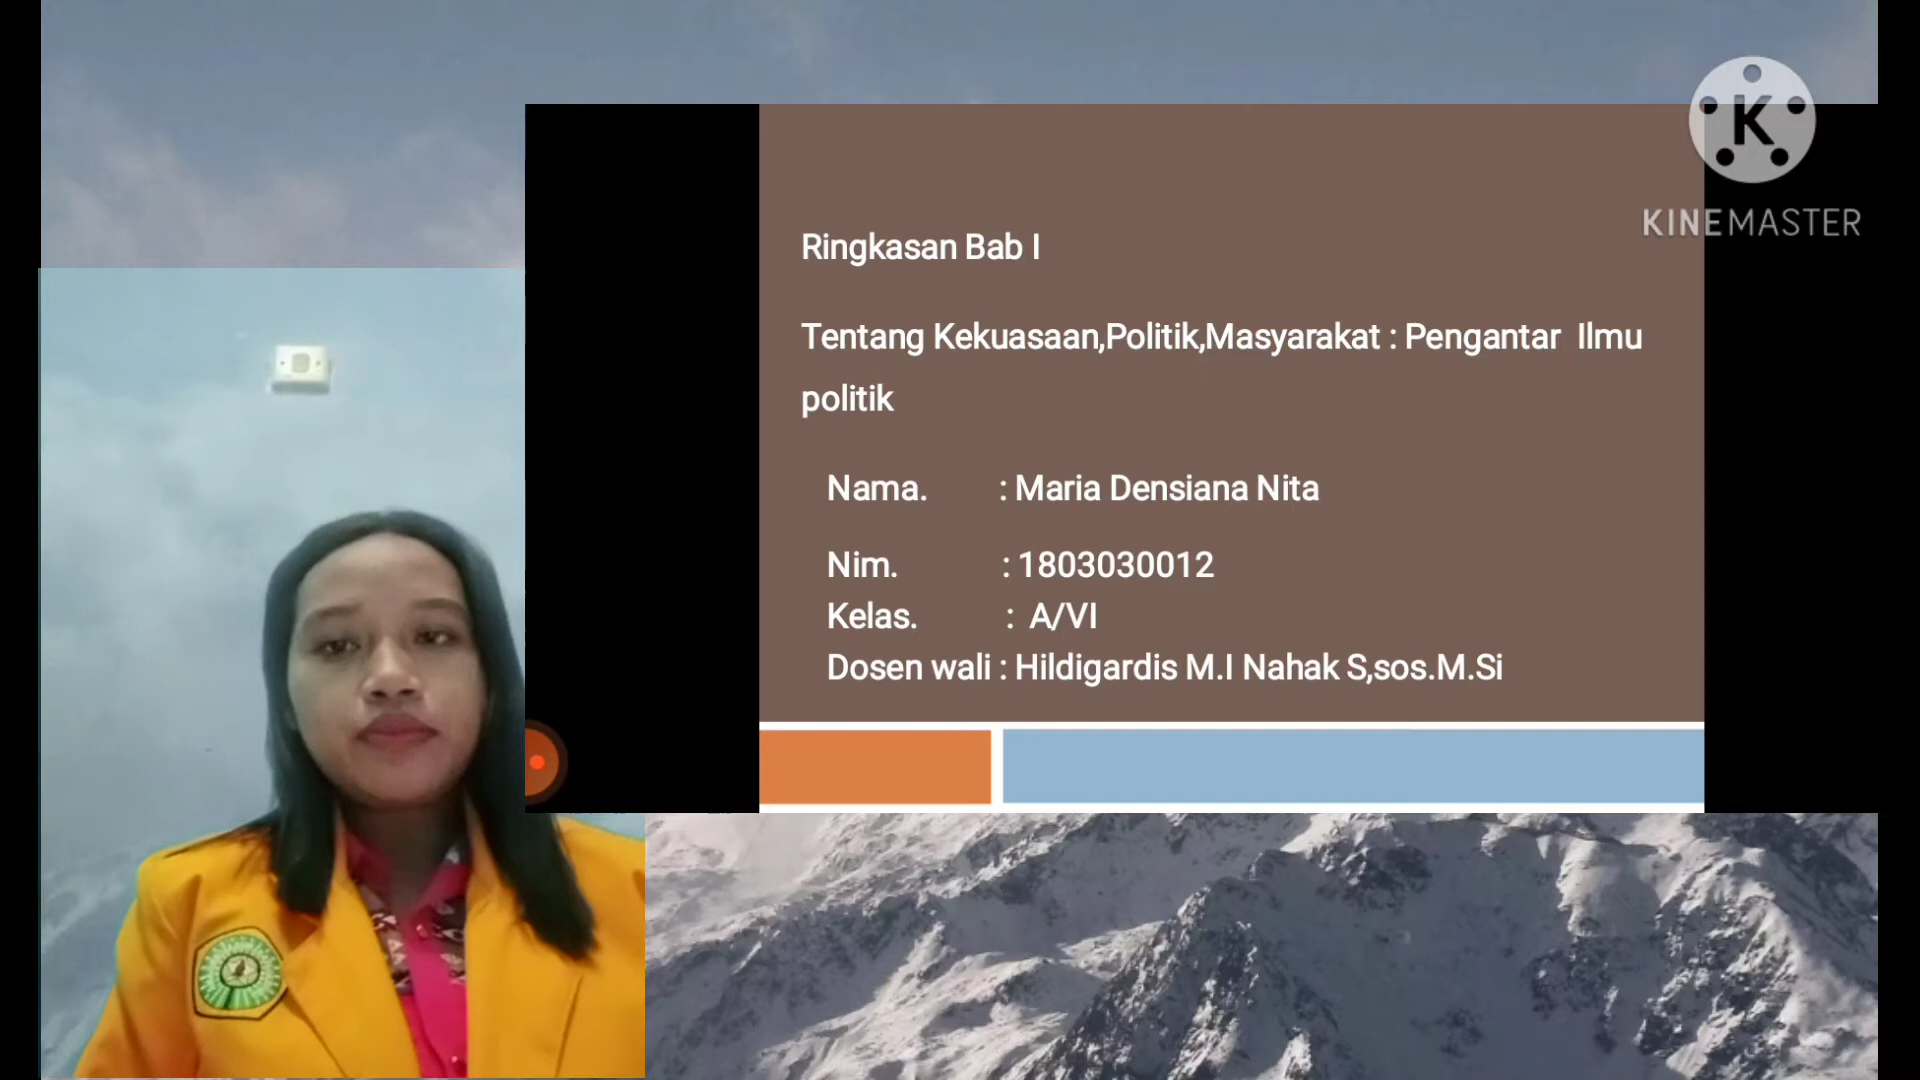 K
KINEMASTER
Ringkasan Bab I
Tentang Kekuasaan,Politik,Masyarakat : Pengantar Ilmu
politik
Nama. : Maria Densiana Nita
Nim. : 1803030012
Kelas. : A/VI
Dosen wali : Hildigardis M.I Nahak S,sos.M.Si